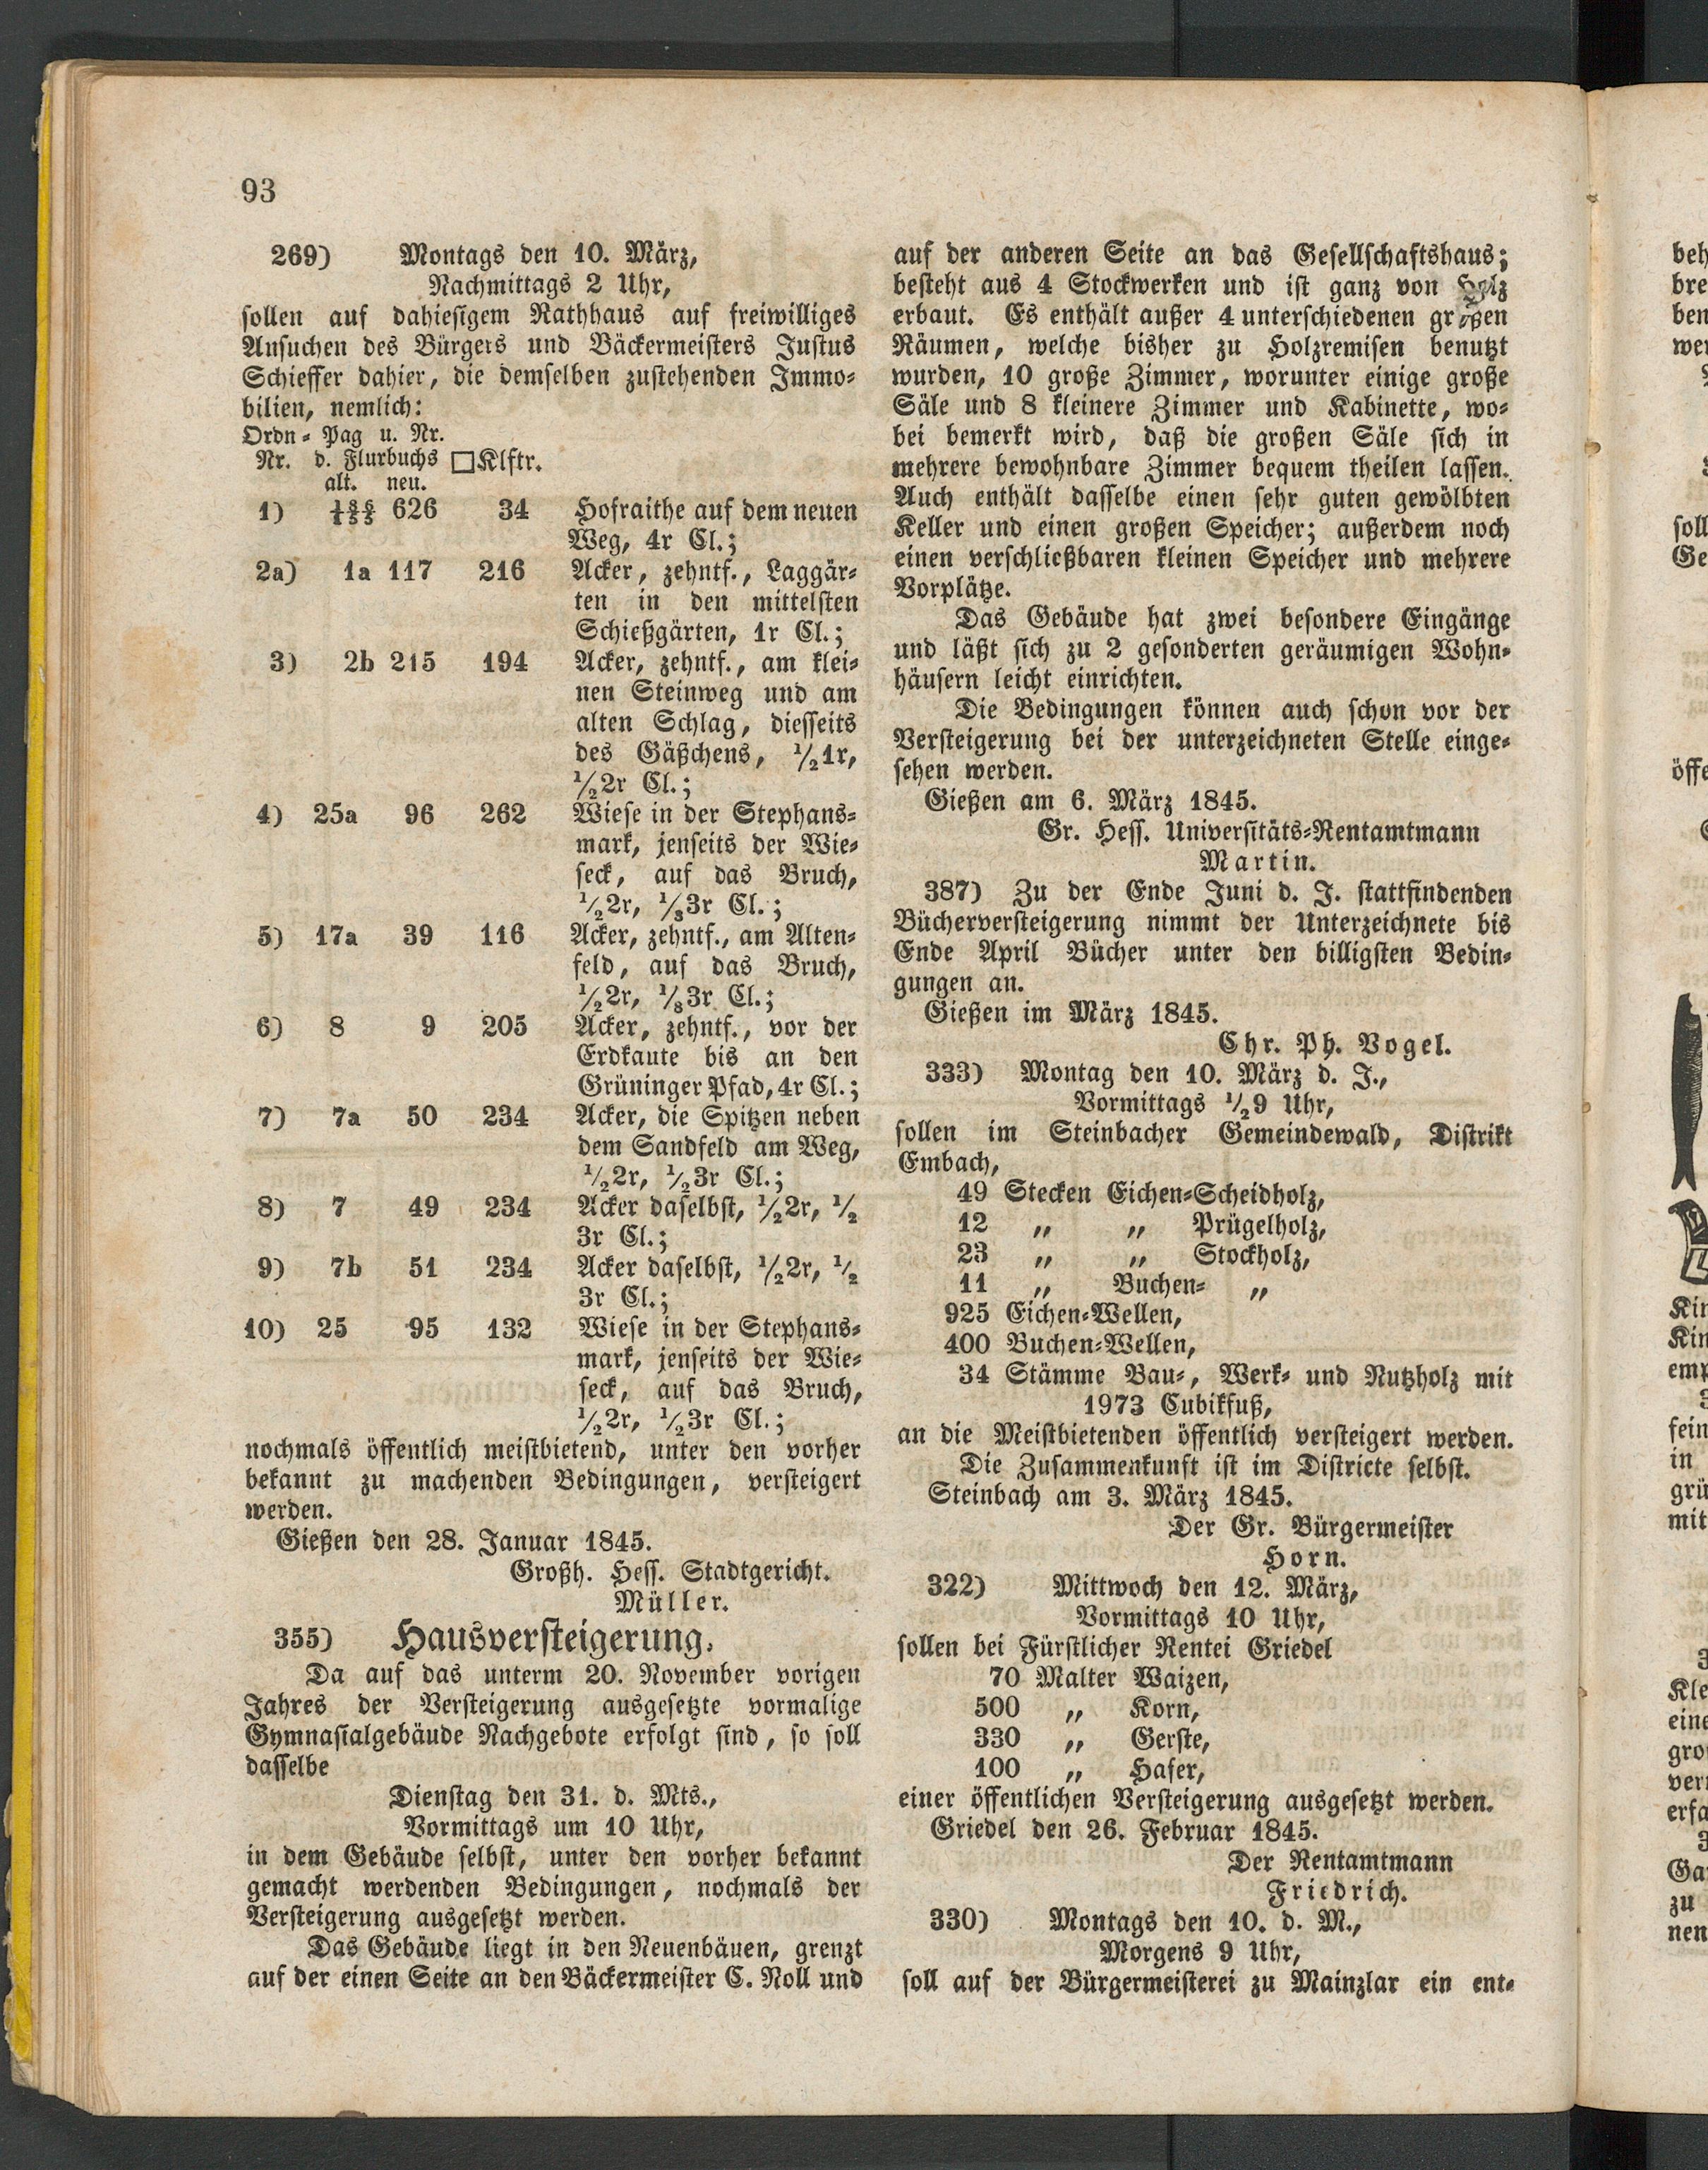 93
269) Montags den 10. März,
Nachmittags 2 Uhr,
sollen auf dahiesigem Rathhaus auf freiwilliges
Ansuchen des Bürgers und Bäckermeisters Justus
Schieffer dahier, die demselben zustehenden Immo-
bilien, nemlich:
Ordn- Pag u. Nr.
Nr. d. Flurbuchs □Klftr.
alt. neu.
1) 626 34 Hofraithe auf dem neuen
Weg, 4r Cl.;
2a) 1a 117 216 Acker, zehntf., Laggär-
ten in den mittelsten
Schießgärten, 1r Cl.;
3) 2b 215 194 Acker, zehntf., am klei-
nen Steinweg und am
alten Schlag, diesseits
des Gäßchens, 1/2 1r,
1/2 2r Cl.;
4) 25a 96 262 Wiese in der Stephans-
mark, jenseits der Wie-
seck, auf das Bruch,
1/2 2r, 1/3 3r Cl.;
5) 17a 39 116 Acker, zehntf., am Alten-
feld, auf das Bruch,
1/2 2r, 1/3 3r Cl.;
6) 8 9 205 Acker, zehntf., vor der
Erdkaute bis an den
Grüninger Pfad, 4r Cl.;
7) 7a 50 234 Acker, die Spitzen neben
dem Sandfeld am Weg,
1/2 2r, 1/2 3r Cl.;
8) 7 49 234 Acker daselbst, 1/2 2r, 1/2
3r Cl.;
9) 7b 51 234 Acker daselbst, 1/2 2r, 1/2
3r Cl.;
10) 25 95 132 Wiese in der Stephans-
mark, jenseits der Wie-
seck, auf das Bruch,
1/2 2r, 1/2 3r Cl.;
nochmals öffentlich meistbietend, unter den vorher
bekannt zu machenden Bedingungen, versteigert
werden.
Gießen den 28. Januar 1845.
Großh. Hess. Stadtgericht.
Müller.
355) Hausversteigerung.
Da auf das unterm 20. November vorigen
Jahres der Versteigerung ausgesetzte vormalige
Gymnasialgebäude Nachgebote erfolgt sind, so soll
dasselbe
Dienstag den 31. d. Mts.,
Vormittags um 10 Uhr,
in dem Gebäude selbst, unter den vorher bekannt
gemacht werdenden Bedingungen, nochmals der
Versteigerung ausgesetzt werden.
Das Gebäude liegt in den Neuenbäuen, grenzt
auf der einen Seite an den Bäckermeister C. Noll und
auf der anderen Seite an das Gesellschaftshaus;
besteht aus 4 Stockwerken und ist ganz von Holz
erbaut. Es enthält außer 4 unterschiedenen großen
Räumen, welche bisher zu Holzremisen benutzt
wurden, 10 große Zimmer, worunter einige große
Säle und 8 kleinere Zimmer und Kabinette, wo-
bei bemerkt wird, daß die großen Säle sich in
mehrere bewohnbare Zimmer bequem theilen lassen.
Auch enthält dasselbe einen sehr guten gewölbten
Keller und einen großen Speicher; außerdem noch
einen verschließbaren kleinen Speicher und mehrere
Vorplätze.
Das Gebäude hat zwei besondere Eingänge
und läßt sich zu 2 gesonderten geräumigen Wohn-
häusern leicht einrichten.
Die Bedingungen können auch schon vor der
Versteigerung bei der unterzeichneten Stelle einge-
sehen werden.
Gießen am 6. März 1845.
Gr. Hess. Universitäts-Rentamtmann
Martin.
387) Zu der Ende Juni d. J. stattfindenden
Bücherversteigerung nimmt der Unterzeichnete bis
Ende April Bücher unter den billigsten Bedin-
gungen an.
Gießen im März 1845.
Chr. Ph. Vogel.
333) Montag den 10. März d. J.,
Vormittags 1/2 9 Uhr,
sollen im Steinbacher Gemeindewald, Distrikt
Embach,
49 Stecken Eichen-Scheidholz,
12 „ „ Prügelholz,
23 „ „ Stockholz,
11 „ Buchen- „
925 Eichen-Wellen,
400 Buchen-Wellen,
34 Stämme Bau-, Werk- und Nutzholz mit
1973 Cubikfuß,
an die Meistbietenden öffentlich versteigert werden.
Die Zusammenkunft ist im Districte selbst.
Steinbach am 3. März 1845.
Der Gr. Bürgermeister
Horn.
322) Mittwoch den 12. März,
Vormittags 10 Uhr,
sollen bei Fürstlicher Rentei Griedel
70 Malter Waizen,
500 „ Korn,
330 „ Gerste,
100 „ Hafer,
einer öffentlichen Versteigerung ausgesetzt werden.
Griedel den 26. Februar 1845.
Der Rentamtmann
Friedrich.
330) Montags den 10. d. M.,
Morgens 9 Uhr,
soll auf der Bürgermeisterei zu Mainzlar ein ent-